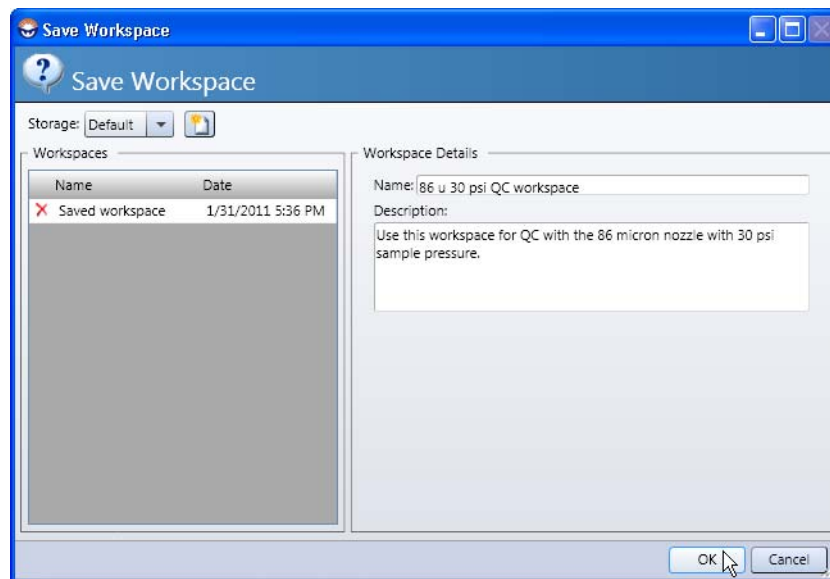 Save Workspace
Save Workspace
Storage: Default
Workspaces
Name Date
Saved workspace 1/31/2011 5:36 PM
Workspace Details
Name: 86 u 30 psi QC workspace
Description:
Use this workspace for QC with the 86 micron nozzle with 30 psi
sample pressure.
OK Cancel